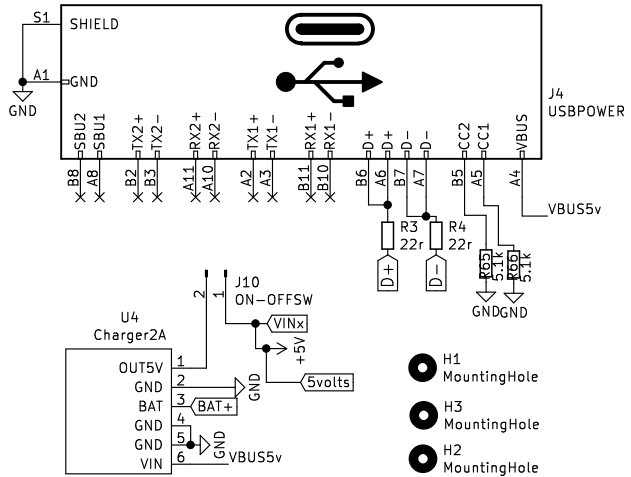 S1 SHIELD
A1 GND
GND
J4
USBPOWER
SBU2 SBU1 TX2+ TX2- RX2+ RX2- TX1+ TX1- RX1+ RX1- D+ D+ D- D- CC2 CC1 VBUS
B8 A8 B2 B3 A11 A10 A2 A3 B11 B10 B6 A6 B7 A7 B5 A5 A4
VBUS5v
R3
22r
R4
22r
R65
5.1k
R66
5.1k
D+ D-
GND GND
J10
ON-OFFSW
2 1
VINx
+5V
5volts
U4
Charger2A
OUT5V 1
GND 2
GND
BAT 3 BAT+
GND 4
GND 5
GND
VIN 6 VBUS5v
H1
MountingHole
H3
MountingHole
H2
MountingHole